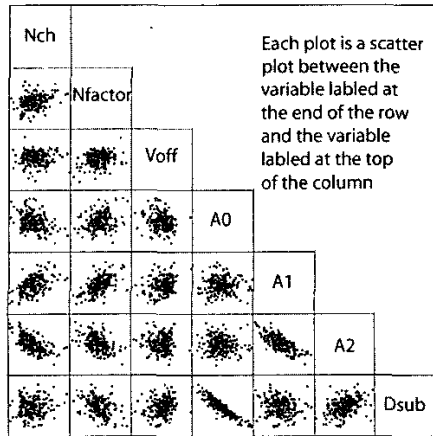 Nch
Each plot is a scatter
plot between the
variable labled at
the end of the row
and the variable
labled at the top
of the column
Nfactor
Voff
A0
A1
A2
Dsub